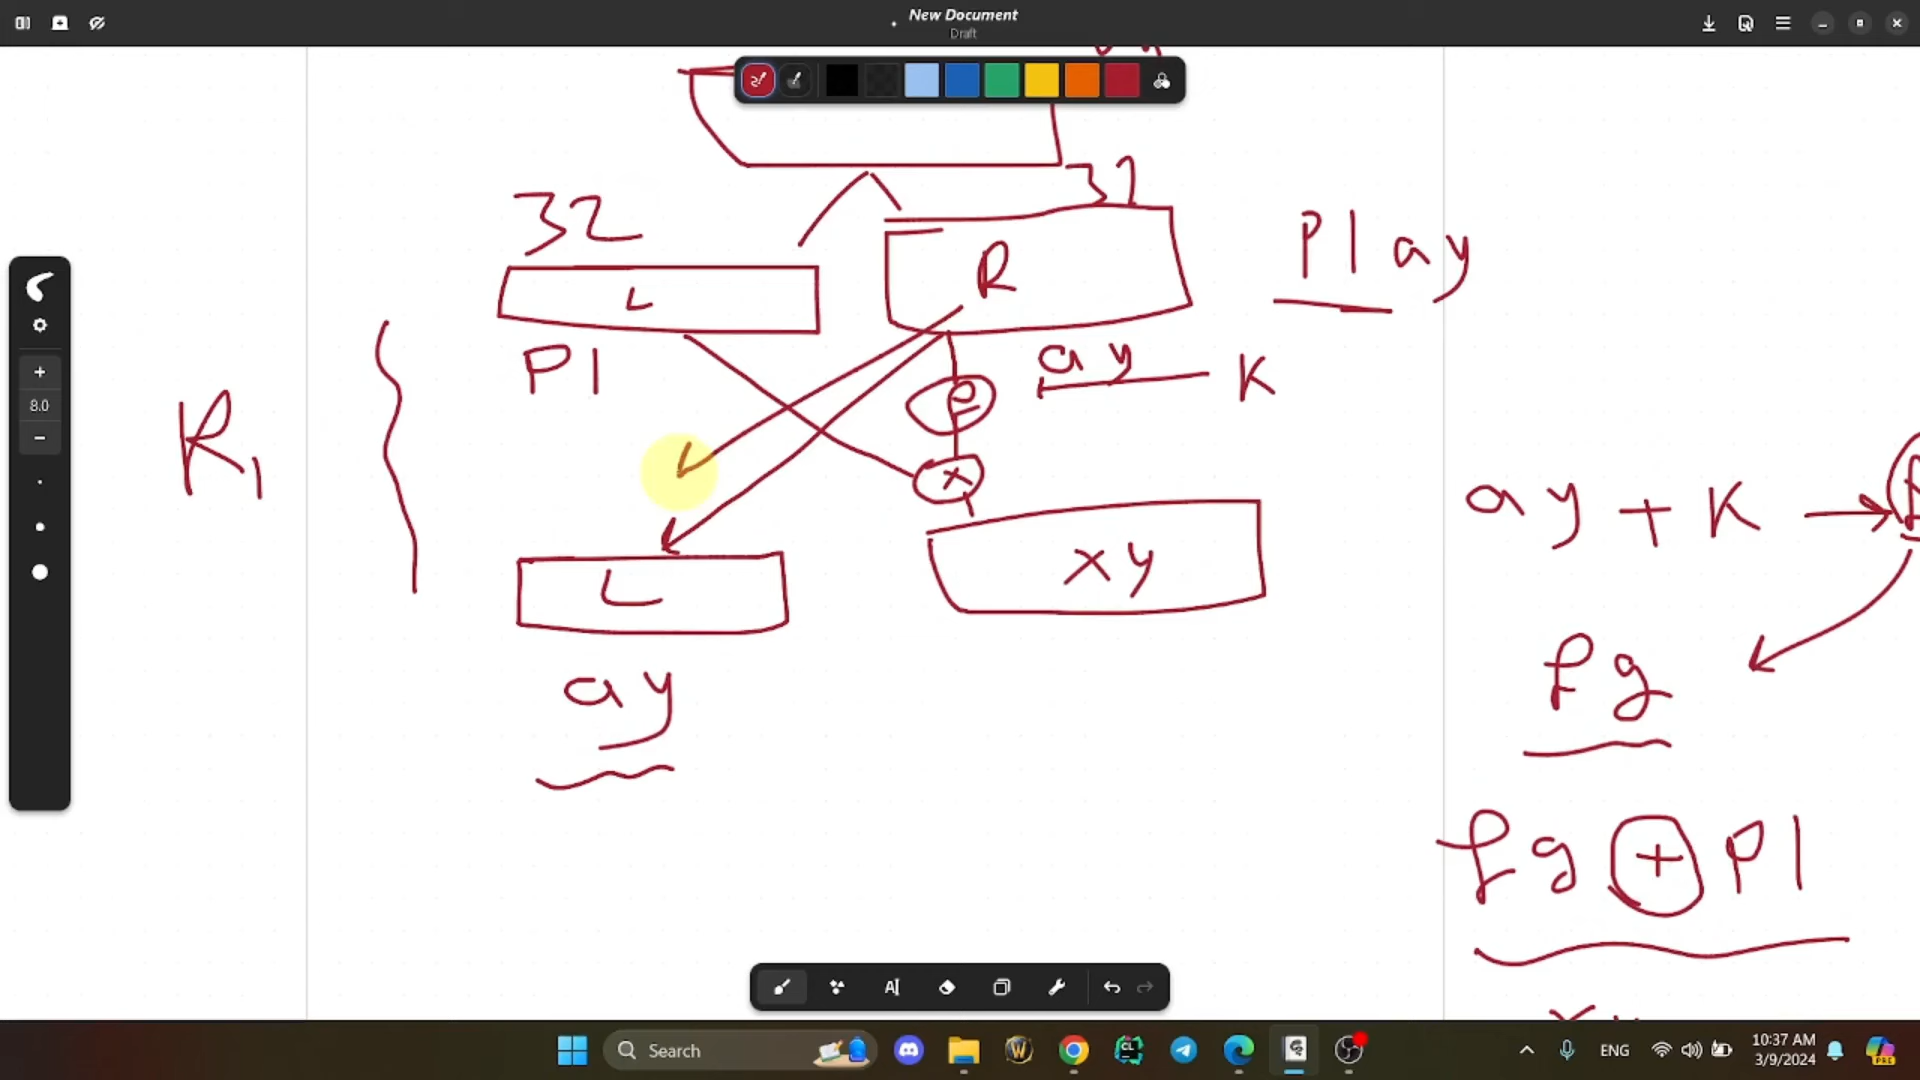 New Document
Draft
32
32
L
R
Play
Pl
ay
K
8.0
R1
x
L
xy
ay + K →
ay
fg
fg + Pl
AI
Search
ENG
10:37 AM
3/9/2024